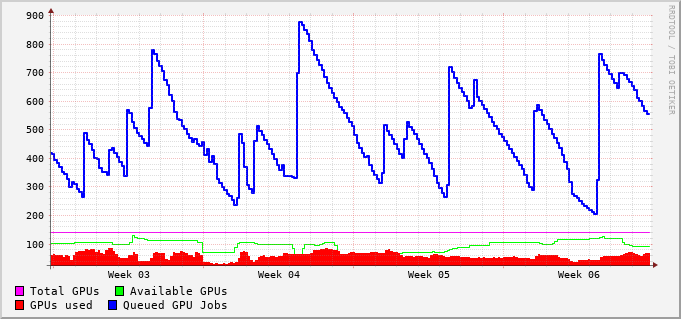 900
800
700
600
500
400
300
200
100
Week 03 Week 04 Week 05 Week 06
Total GPUs Available GPUs
GPUs used Queued GPU Jobs
RRDTOOL / TOBI OETIKER